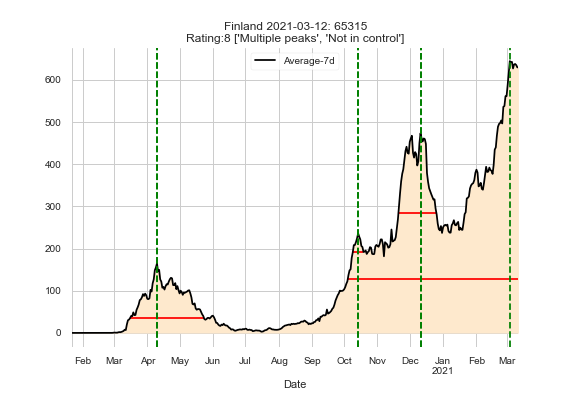 Finland 2021-03-12: 65315
Rating:8 ['Multiple peaks', 'Not in control']
Average-7d
600
500
400
300
200
100
0
Feb Mar Apr May Jun Jul Aug Sep Oct Nov Dec Jan Feb Mar
2021
Date